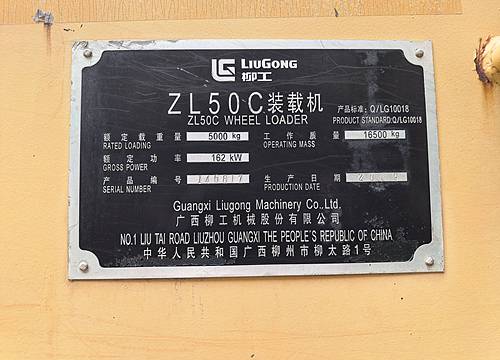 LIUGONG
柳工
ZL50C装载机
产品标准: Q/LG10018
ZL50C WHEEL LOADER
PRODUCT STANDARD:Q/LG10018
额定载重量 5000 kg 工作质量 16500 kg
RATED LOADING OPERATING MASS
额定功率 162 kW
GROSS POWER
产品编号 生产日期
SERIAL NUMBER PRODUCTION DATE
Guangxi Liugong Machinery Co.,Ltd.
广西柳工机械股份有限公司
NO.1 LIU TAI ROAD LIUZHOU GUANGXI THE PEOPLE'S REPUBLIC OF CHINA
中华人民共和国广西柳州市柳太路1号